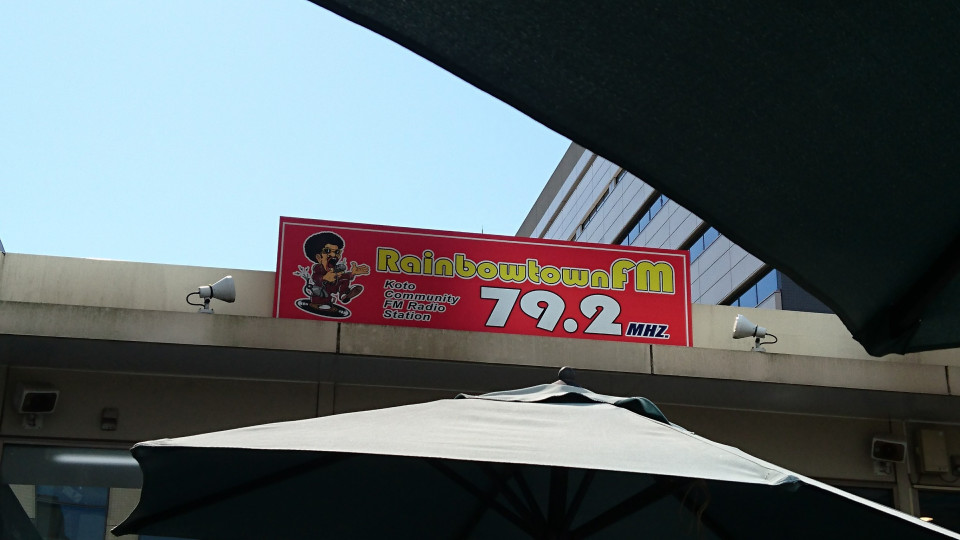 RainbowtownFM
Koto
Community
FM Radio
Station
79.2 MHZ.